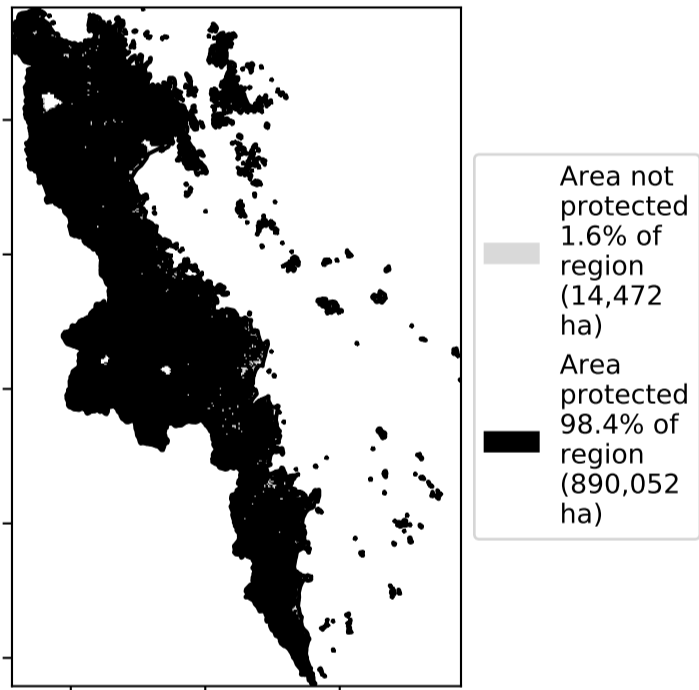 Area not
protected
1.6% of
region
(14,472
ha)
Area
protected
98.4% of
region
(890,052
ha)